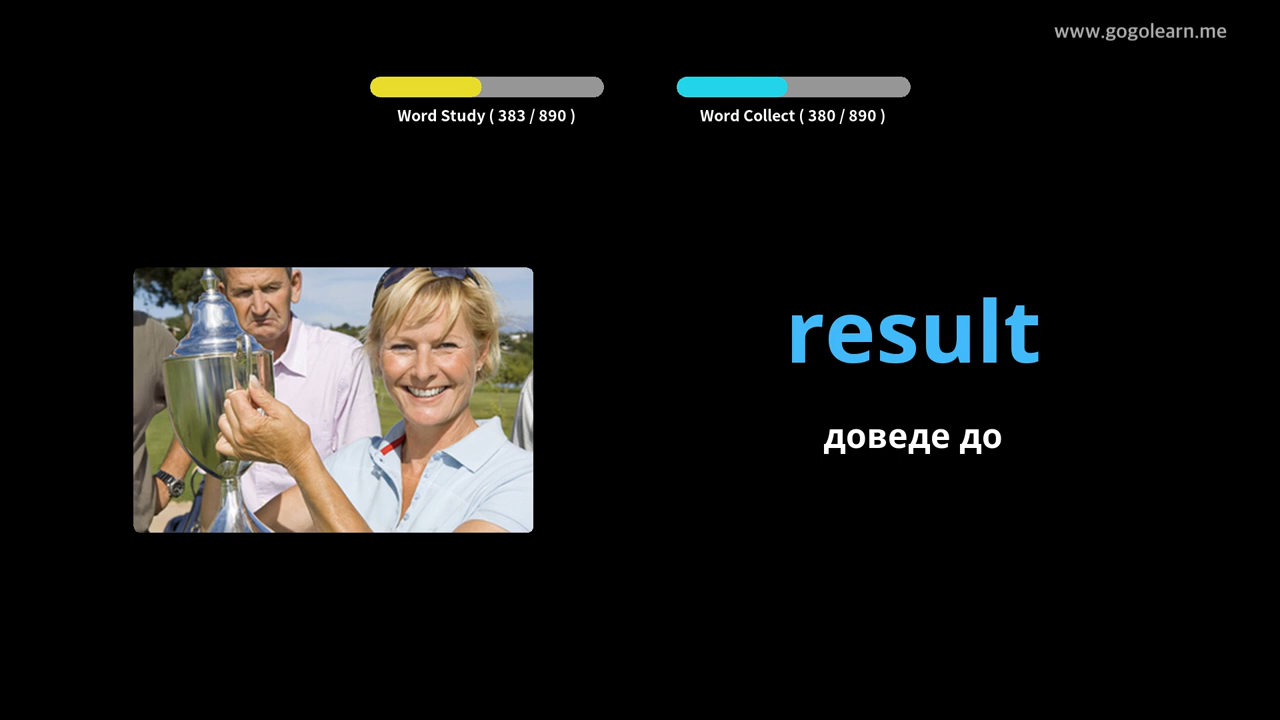 www.gogolearn.me
Word Study ( 383 / 890 )
Word Collect ( 380 / 890 )
result
доведе до